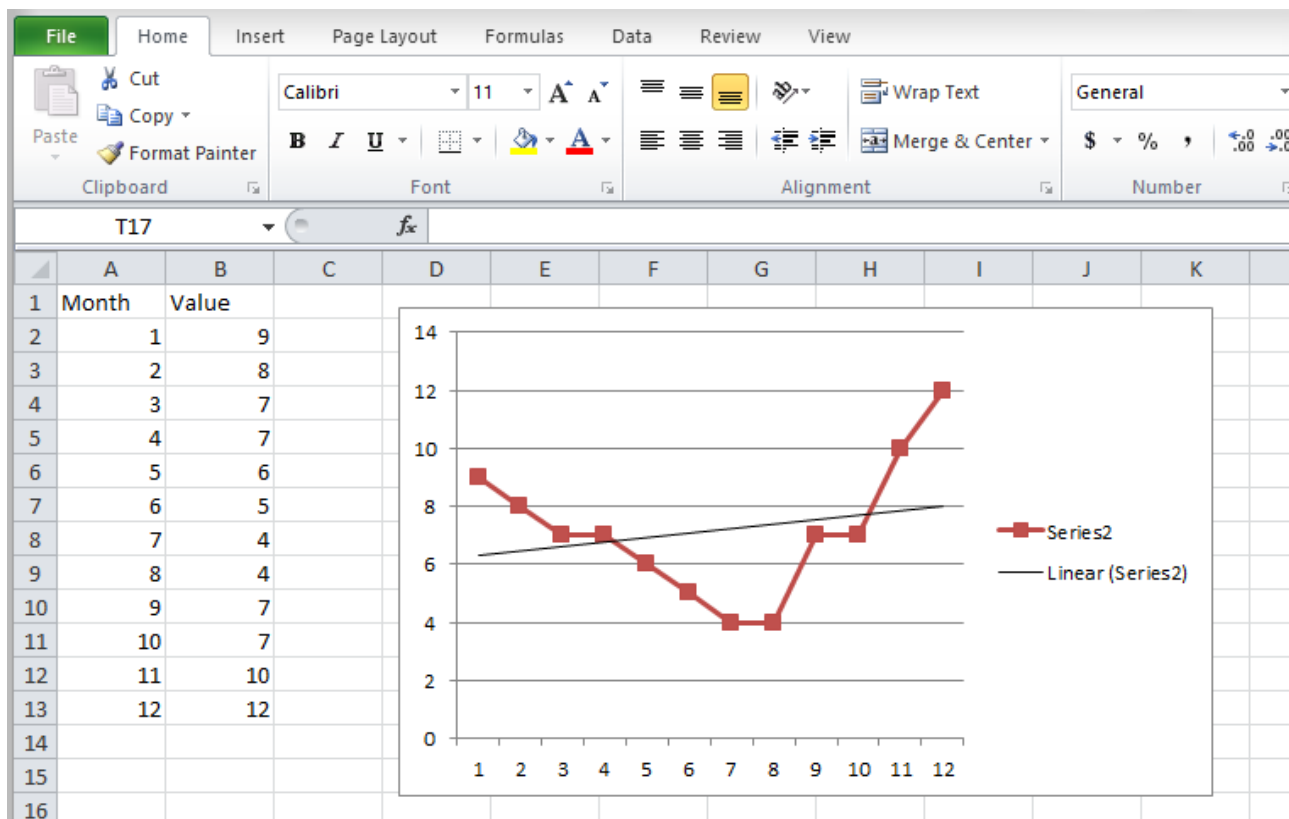 File Home Insert Page Layout Formulas Data Review View
Cut
Copy
Format Painter
Paste
Clipboard
Calibri 11 A A
B I U A
Font
Wrap Text
Merge & Center
Alignment
General
$ % , .00
Number
T17 fx
A B C D E F G H I J K
1 Month Value
2 1 9
3 2 8
4 3 7
5 4 7
6 5 6
7 6 5
8 7 4
9 8 4
10 9 7
11 10 7
12 11 10
13 12 12
14
15
16
14
12
10
8
6
4
2
0
1 2 3 4 5 6 7 8 9 10 11 12
Series2
Linear (Series2)